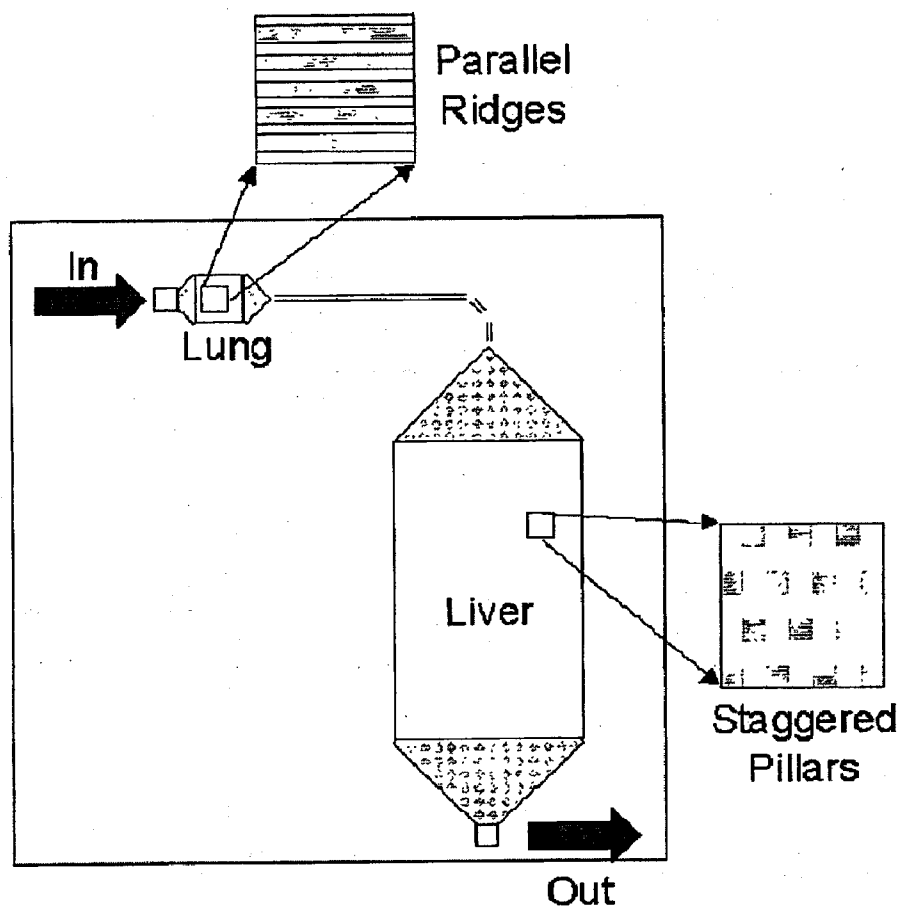 Parallel
Ridges
In
Lung
Liver
Staggered
Pillars
Out